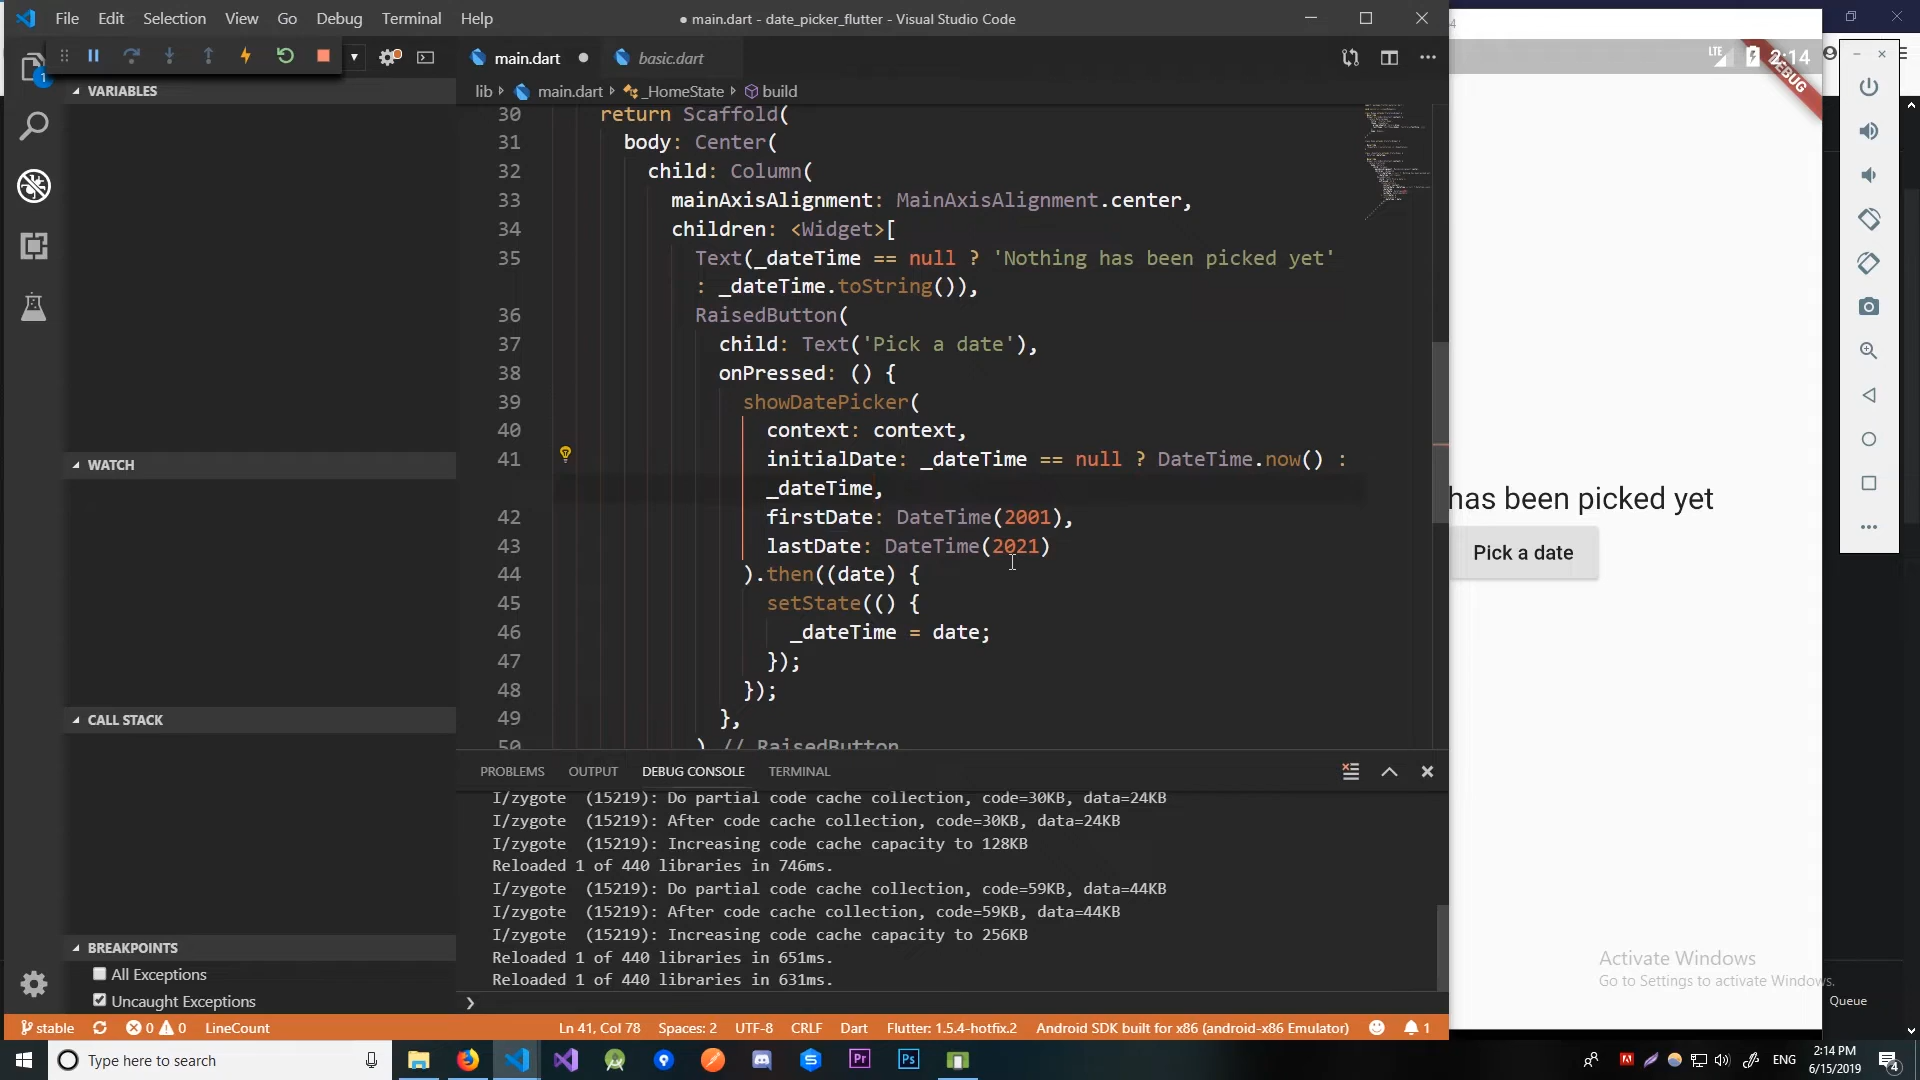 File Edit Selection View Go Debug Terminal Help
● main.dart - date_picker_flutter - Visual Studio Code
main.dart ●
basic.dart
lib main.dart _HomeState build
VARIABLES
WATCH
CALL STACK
BREAKPOINTS
All Exceptions
Uncaught Exceptions
30 return Scaffold(
31 body: Center(
32 child: Column(
33 mainAxisAlignment: MainAxisAlignment.center,
34 children: <Widget>[
35 Text(_dateTime == null ? 'Nothing has been picked yet'
: _dateTime.toString()),
36 RaisedButton(
37 child: Text('Pick a date'),
38 onPressed: () {
39 showDatePicker(
40 context: context,
41 initialDate: _dateTime == null ? DateTime.now() :
_dateTime,
42 firstDate: DateTime(2001),
43 lastDate: DateTime(2021)
44 ).then((date) {
45 setState(() {
46 _dateTime = date;
47 });
48 });
49 },
50 ) // RaisedButton
PROBLEMS OUTPUT DEBUG CONSOLE TERMINAL
I/zygote (15219): Do partial code cache collection, code=30KB, data=24KB
I/zygote (15219): After code cache collection, code=30KB, data=24KB
I/zygote (15219): Increasing code cache capacity to 128KB
Reloaded 1 of 440 libraries in 746ms.
I/zygote (15219): Do partial code cache collection, code=59KB, data=44KB
I/zygote (15219): After code cache collection, code=59KB, data=44KB
I/zygote (15219): Increasing code cache capacity to 256KB
Reloaded 1 of 440 libraries in 651ms.
Reloaded 1 of 440 libraries in 631ms.
LTE 2:14
DEBUG
has been picked yet
Pick a date
Activate Windows
Go to Settings to activate Windows.
Queue
stable 0 0 LineCount Ln 41, Col 78 Spaces: 2 UTF-8 CRLF Dart Flutter: 1.5.4-hotfix.2 Android SDK built for x86 (android-x86 Emulator) 1
Type here to search
Pr
Ps
ENG
2:14 PM
6/15/2019
4